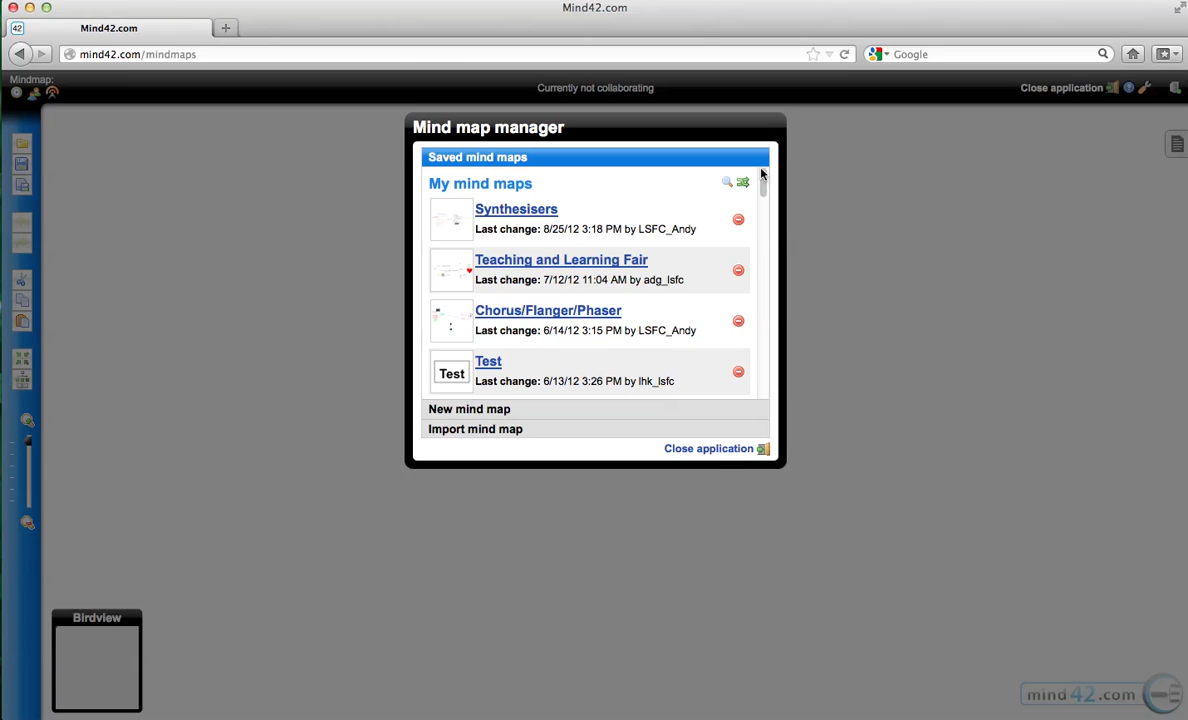 Mind42.com
42 Mind42.com
mind42.com/mindmaps
Google
Mindmap:
Currently not collaborating
Close application
Mind map manager
Saved mind maps
My mind maps
Synthesisers
Last change: 8/25/12 3:18 PM by LSFC_Andy
Teaching and Learning Fair
Last change: 7/12/12 11:04 AM by adg_lsfc
Chorus/Flanger/Phaser
Last change: 6/14/12 3:15 PM by LSFC_Andy
Test
Test
Last change: 6/13/12 3:26 PM by lhk_lsfc
New mind map
Import mind map
Close application
Birdview
mind42.com